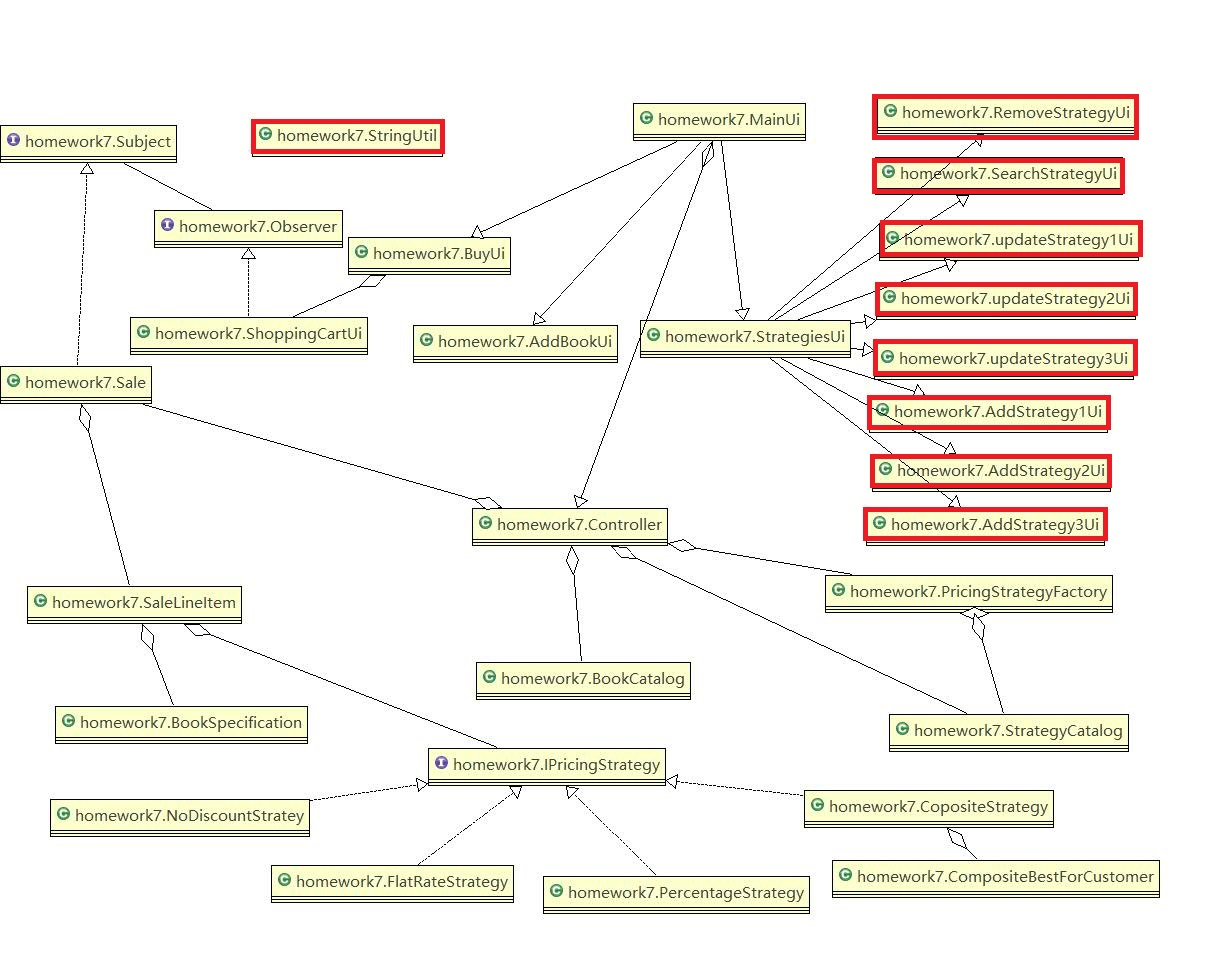 homework7.RemoveStrategyUi
homework7.MainUi
homework7.StringUtil
homework7.Subject
homework7.SearchStrategyUi
homework7.Observer
homework7.updateStrategy1Ui
homework7.BuyUi
homework7.updateStrategy2Ui
homework7.ShoppingCartUi
homework7.AddBookUi
homework7.StrategiesUi
homework7.updateStrategy3Ui
homework7.Sale
homework7.AddStrategy1Ui
homework7.AddStrategy2Ui
homework7.Controller
homework7.AddStrategy3Ui
homework7.PricingStrategyFactory
homework7.SaleLineItem
homework7.BookCatalog
homework7.BookSpecification
homework7.StrategyCatalog
homework7.IPricingStrategy
homework7.NoDiscountStratey
homework7.CopositeStrategy
homework7.FlatRateStrategy
homework7.PercentageStrategy
homework7.CompositeBestForCustomer